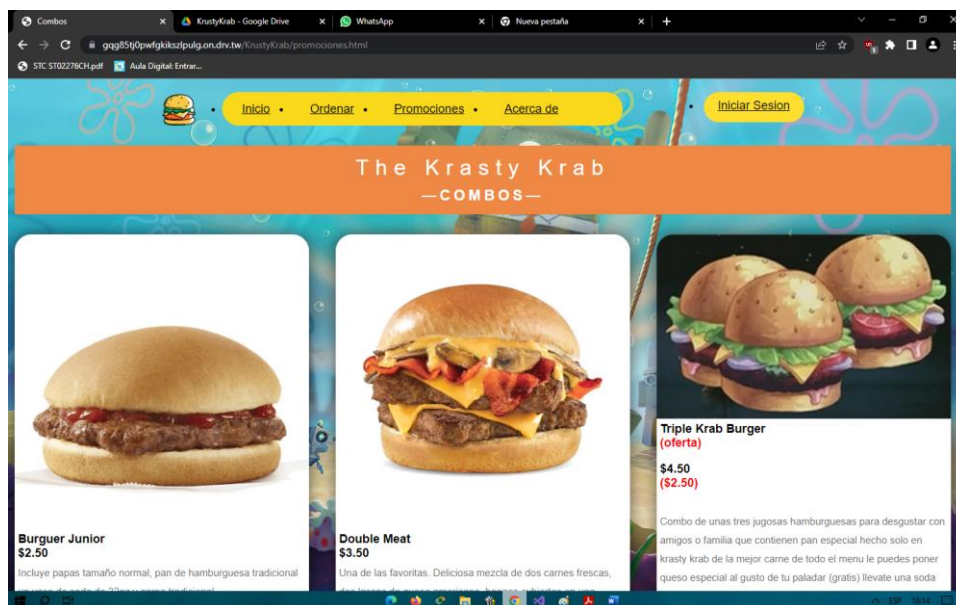 Combos
KrustyKrab - Google Drive
WhatsApp
Nueva pestaña
gqg85tj0pwfgkikszlpulg.on.drv.tw/KrustyKrab/promociones.html
STC ST02276CH.pdf
Aula Digital: Entrar...
Inicio
Ordenar
Promociones
Acerca de
Iniciar Sesion
The Krasty Krab
—COMBOS—
Burguer Junior
$2.50
Incluye papas tamaño normal, pan de hamburguesa tradicional
Double Meat
$3.50
Una de las favoritas. Deliciosa mezcla de dos carnes frescas,
Triple Krab Burger
(oferta)
$4.50
($2.50)
Combo de unas tres jugosas hamburguesas para desgustar con
amigos o familia que contienen pan especial hecho solo en
krasty krab de la mejor carne de todo el menu le puedes poner
queso especial al gusto de tu paladar (gratis) llevate una soda
ESP